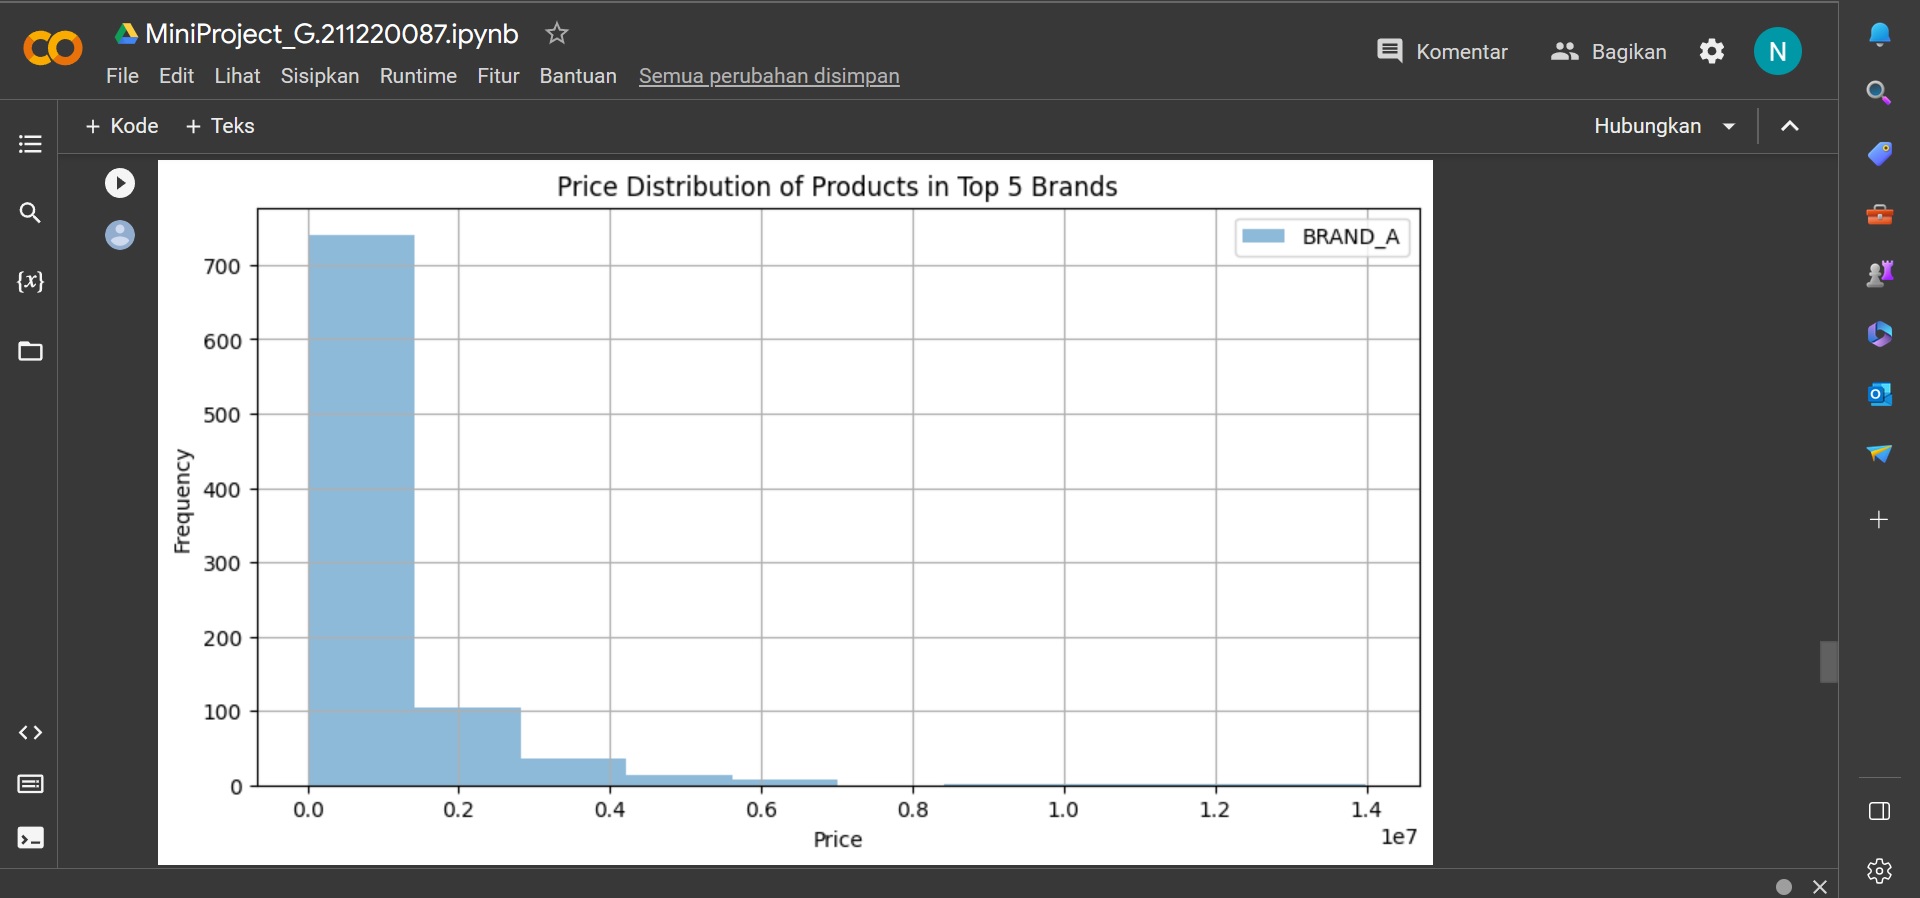 MiniProject_G.211220087.ipynb
File Edit Lihat Sisipkan Runtime Fitur Bantuan Semua perubahan disimpan
Komentar Bagikan N
+ Kode + Teks
Hubungkan
{x}
Price Distribution of Products in Top 5 Brands
BRAND_A
700
600
500
400
300
200
100
0
Frequency
0.0 0.2 0.4 0.6 0.8 1.0 1.2 1.4
1e7
Price